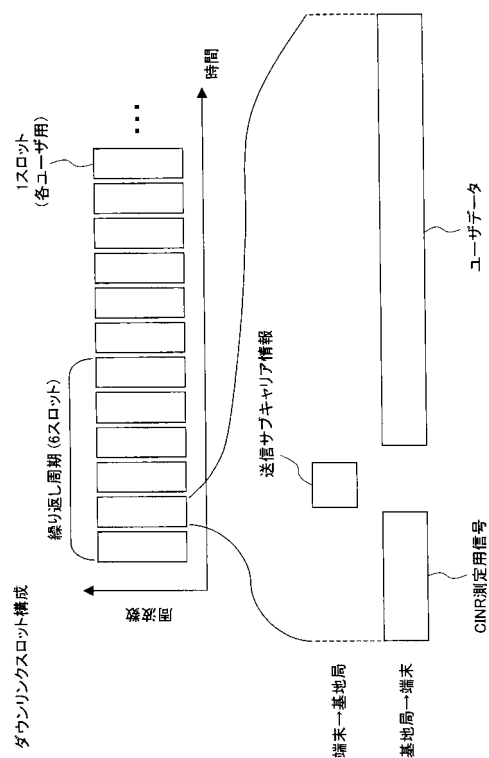 ダウンリンクスロット構成
繰り返し周期 (6スロット)
1スロット
(各ユーザ用)
周波数
時間
送信サブキャリア情報
端末→基地局
基地局→端末
CINR測定用信号
ユーザデータ